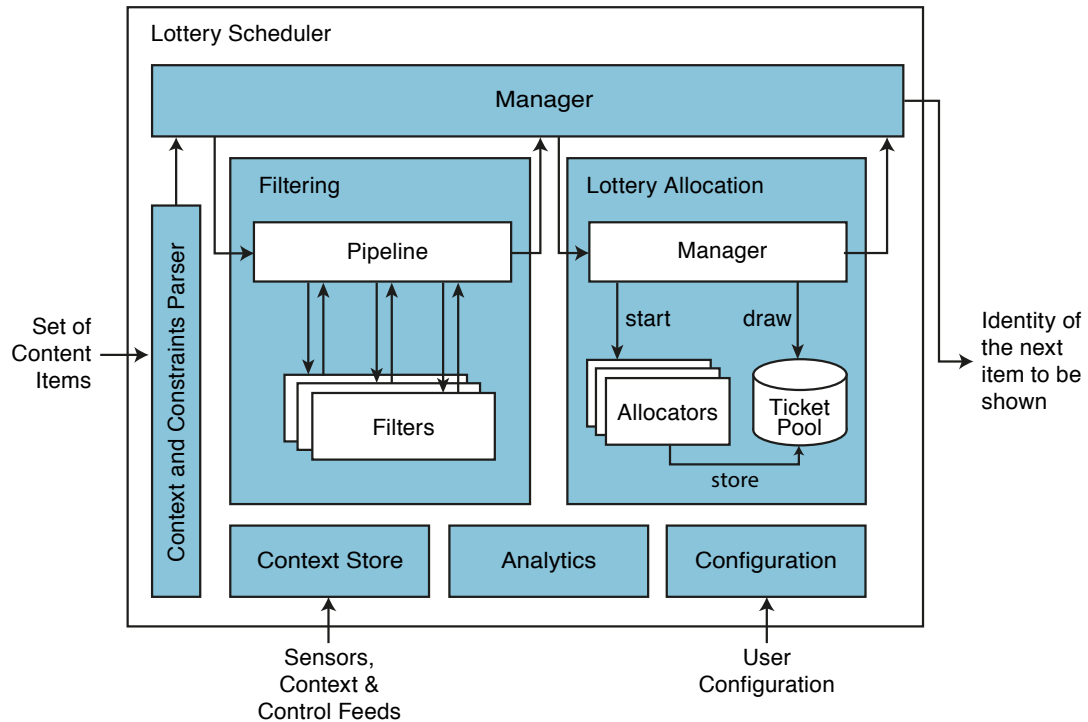 Lottery Scheduler
Manager
Filtering
Pipeline
Filters
Lottery Allocation
Manager
start
draw
Allocators
Ticket
Pool
store
Context and Constraints Parser
Set of
Content
Items
Identity of
the next
item to be
shown
Context Store
Analytics
Configuration
Sensors,
Context &
Control Feeds
User
Configuration